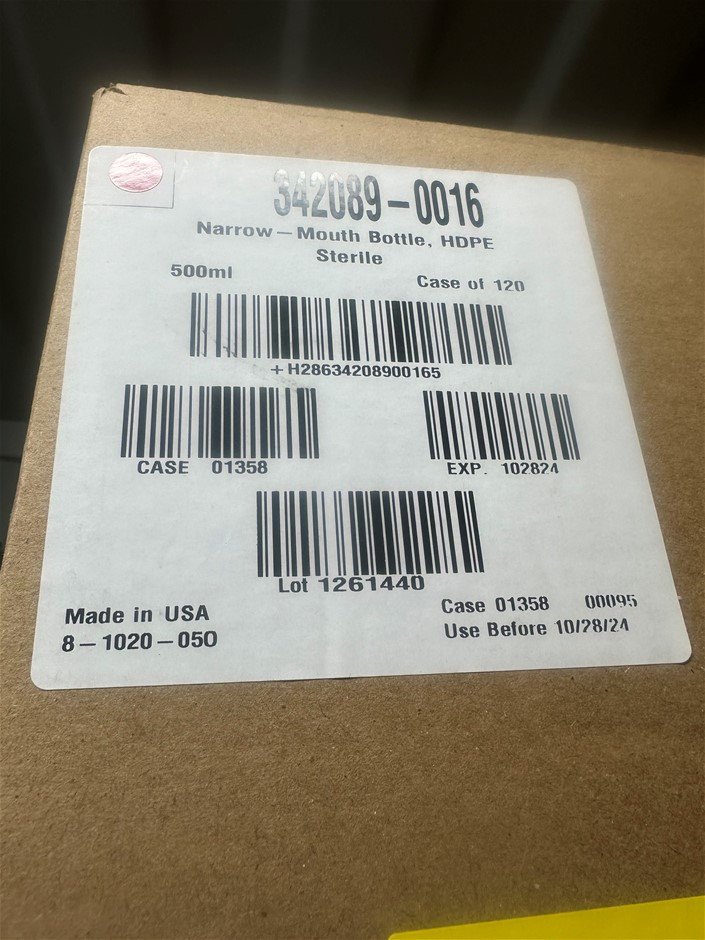 342089-0016
Narrow-Mouth Bottle, HDPE
Sterile
500ml Case of 120
+H28634208900165
CASE 01358 EXP. 102824
Lot 1261440
Made in USA Case 01358 00095
8-1020-050 Use Before 10/28/24